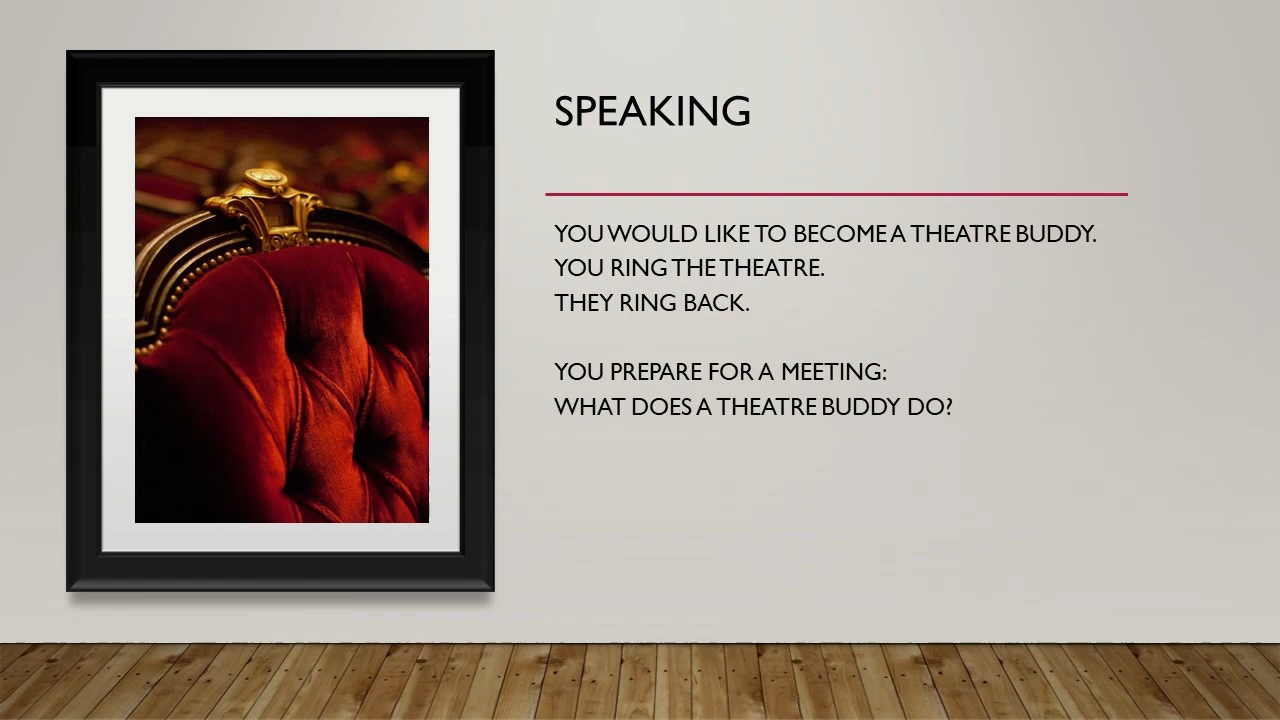 SPEAKING
YOU WOULD LIKE TO BECOME A THEATRE BUDDY.
YOU RING THE THEATRE.
THEY RING BACK.
YOU PREPARE FOR A MEETING:
WHAT DOES A THEATRE BUDDY DO?